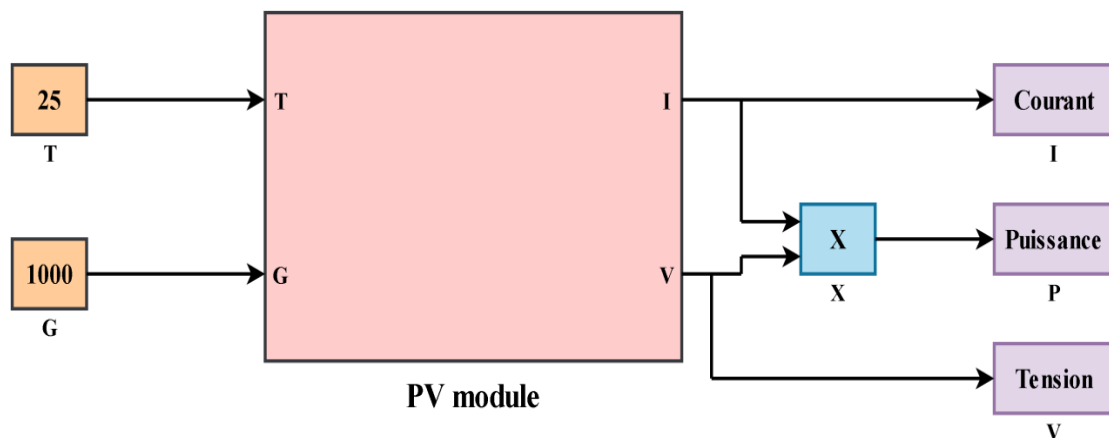 25
T
1000
G
T
G
I
V
PV module
X
X
Courant
I
Puissance
P
Tension
V